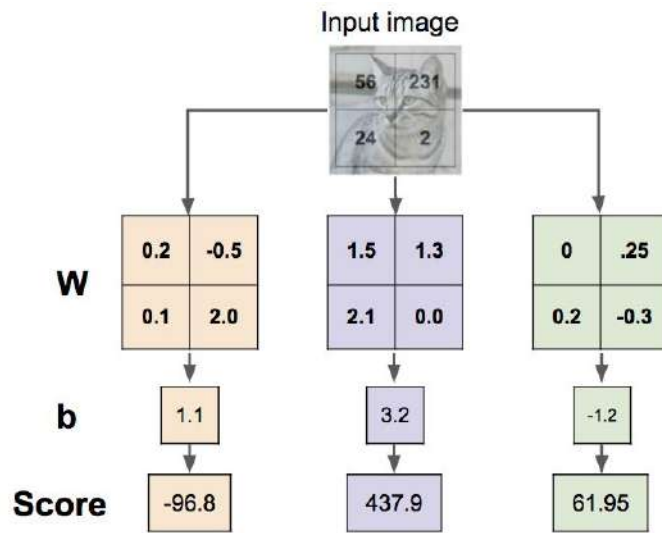 Input image
56 231
24 2
W
0.2 -0.5 1.5 1.3 0 .25
0.1 2.0 2.1 0.0 0.2 -0.3
b 1.1 3.2 -1.2
Score -96.8 437.9 61.95